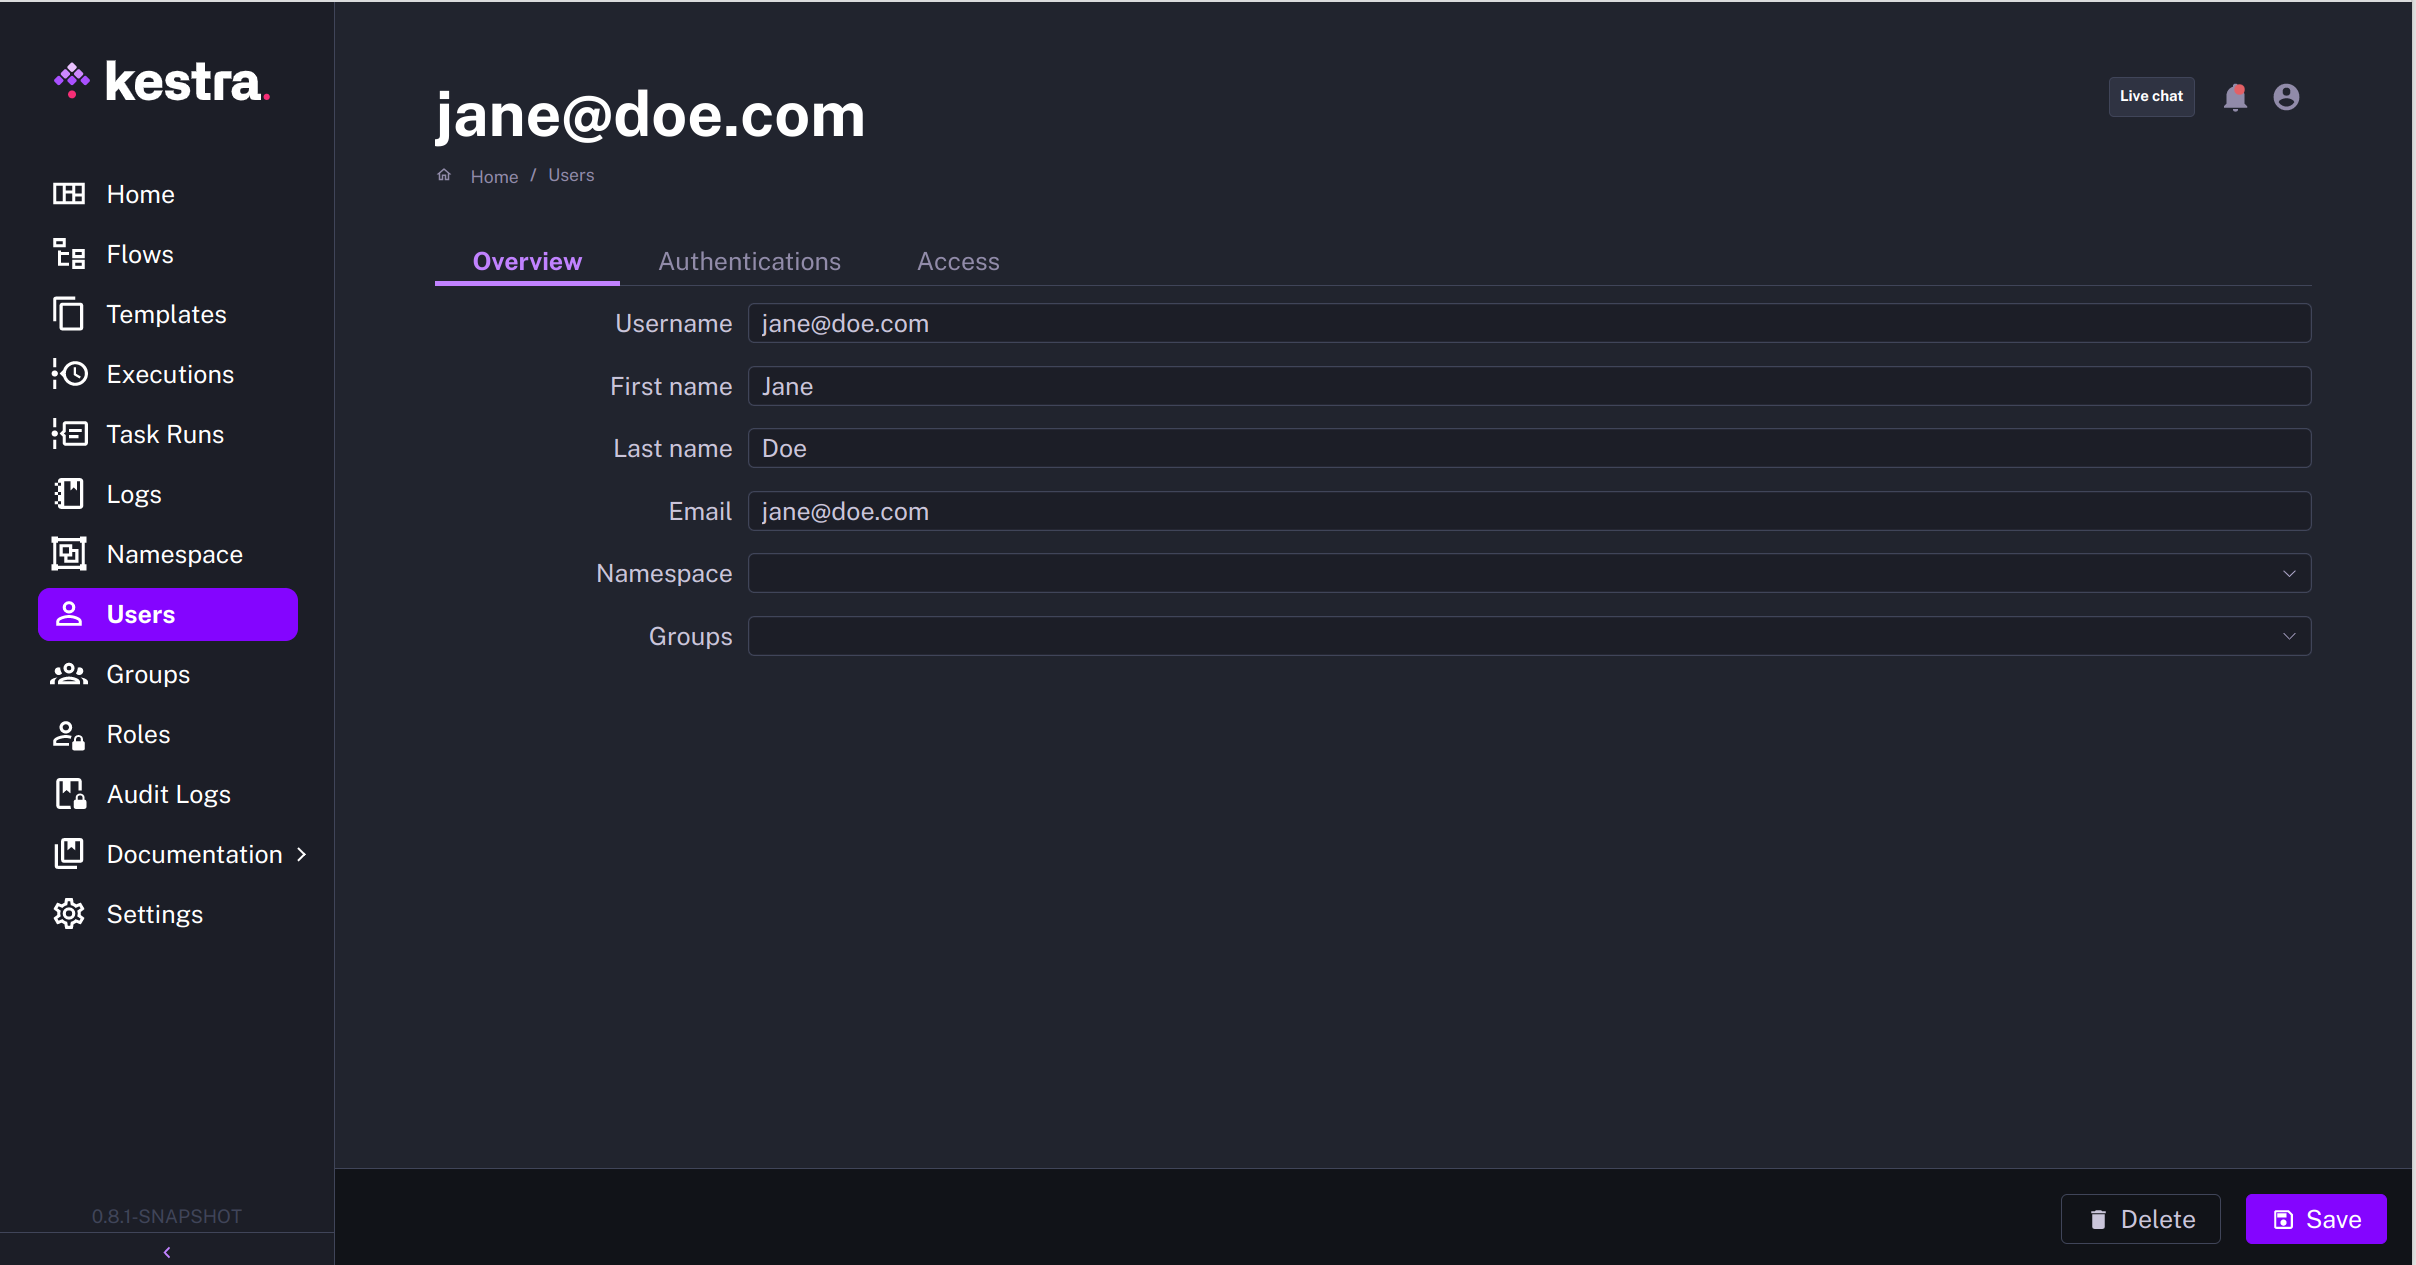 kestra.
Home
Flows
Templates
Executions
Task Runs
Logs
Namespace
Users
Groups
Roles
Audit Logs
Documentation
Settings
0.8.1-SNAPSHOT
jane@doe.com
Live chat
Home / Users
Overview Authentications Access
Username jane@doe.com
First name Jane
Last name Doe
Email jane@doe.com
Namespace
Groups
Delete Save